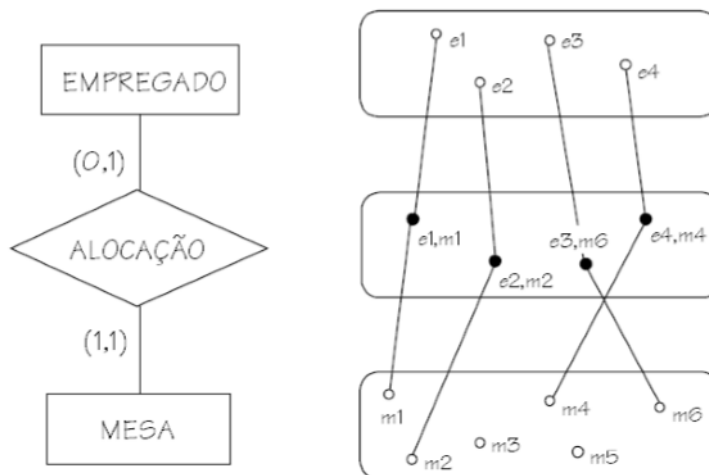 EMPREGADO
(0,1)
ALOCAÇÃO
(1,1)
MESA
e1
e3
e2
e4
e1,m1
e3,m6
e4,m4
e2,m2
m1
m4
m6
m3
m2
m5